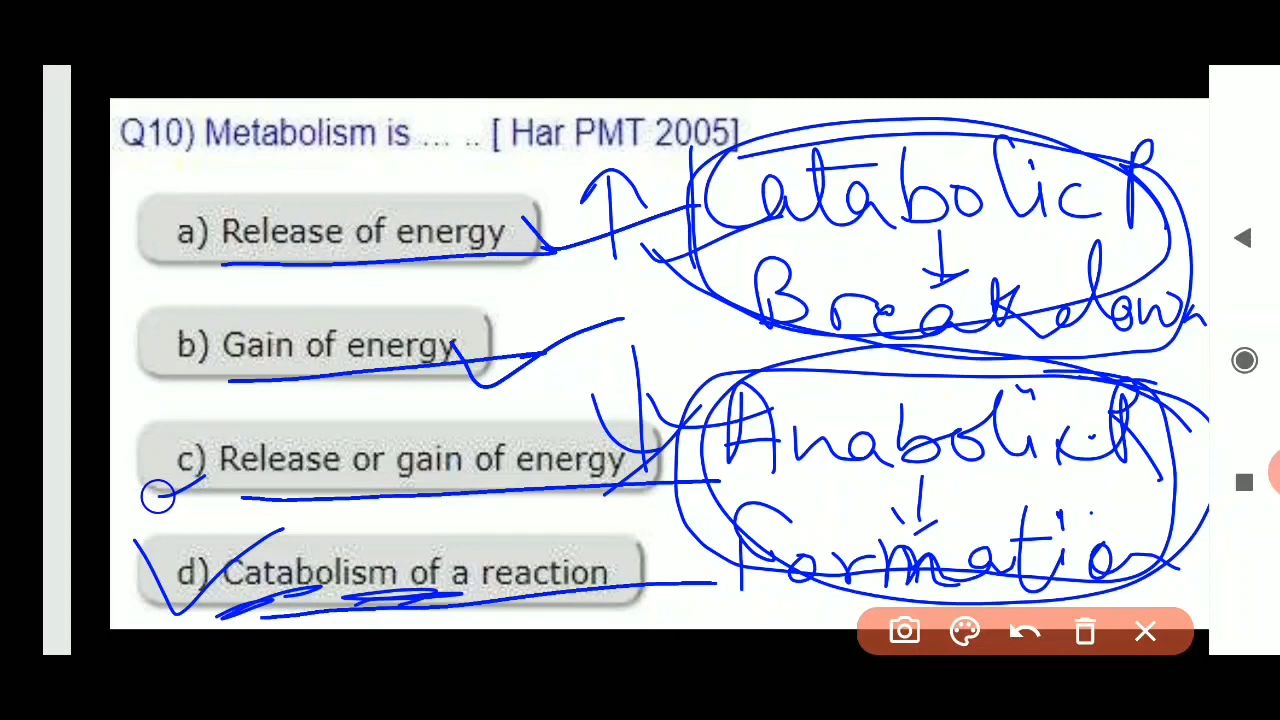 Q10) Metabolism is ... .. [ Har PMT 2005]
a) Release of energy
b) Gain of energy
c) Release or gain of energy
d) Catabolism of a reaction
Catabolic R
Breakdown
Anabolic R
Formation